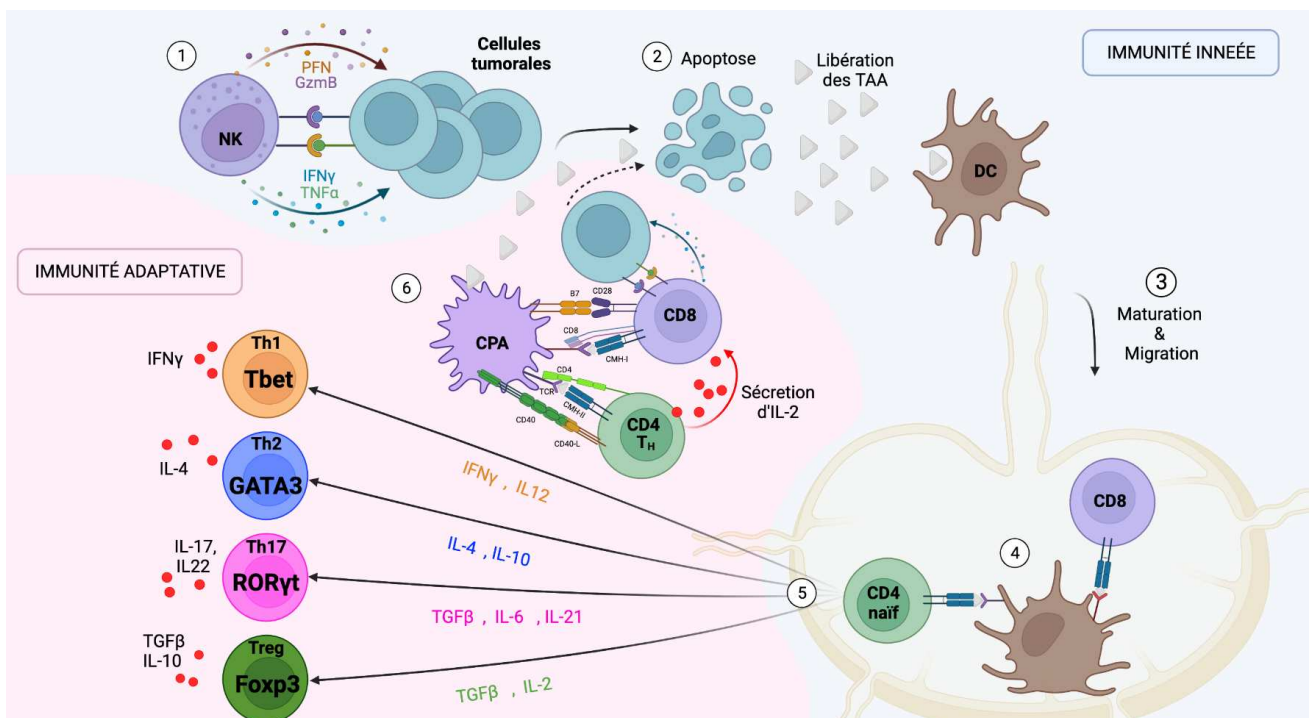 1
PFN
GzmB
NK
IFNγ
TNFα
Cellules
tumorales
2
Apoptose
Libération
des TAA
IMMUNITÉ INNEÉE
DC
IMMUNITÉ ADAPTATIVE
3
Maturation
&
Migration
6
CPA
B7
CD28
CD8
CD8
CMH-I
CD4
TCR
CMH-II
CD40
CD40-L
CD4
TH
Sécrétion
d'IL-2
IFNγ
Th1
Tbet
IFNγ , IL12
IL-4
Th2
GATA3
IL-4 , IL-10
IL-17,
IL22
Th17
RORγt
TGFβ , IL-6 , IL-21
TGFβ
IL-10
Treg
Foxp3
TGFβ , IL-2
5
CD4
naïf
4
CD8